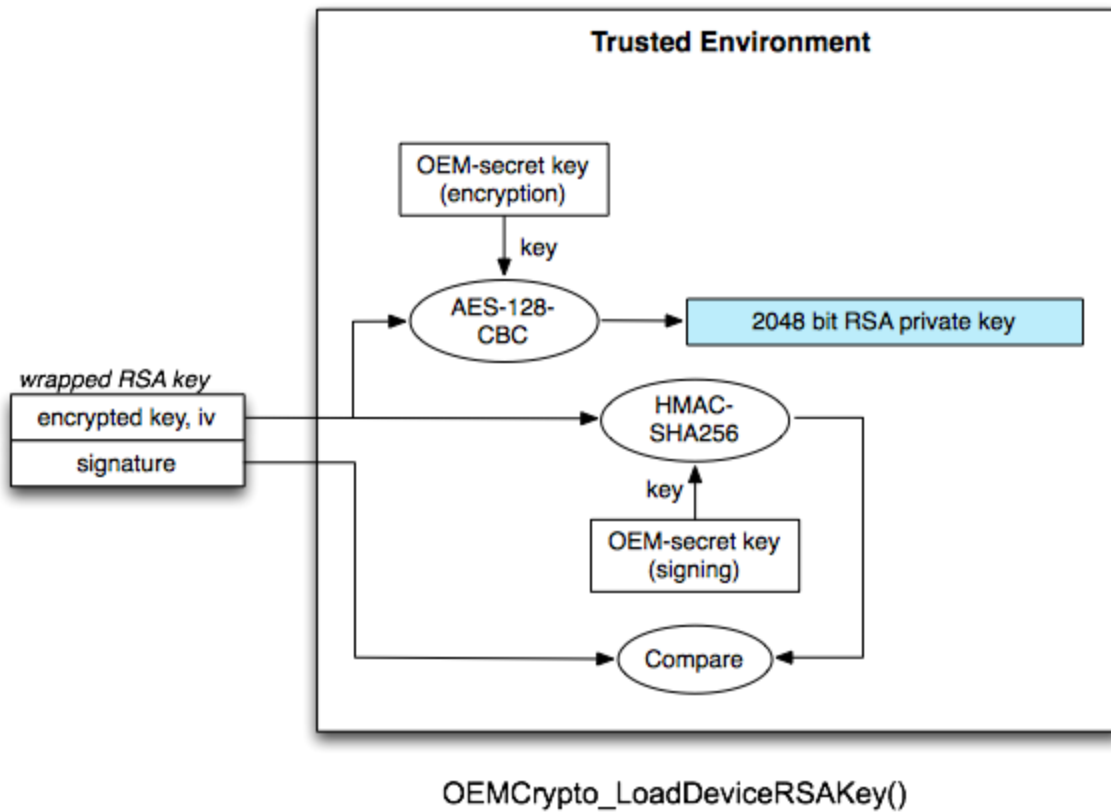 Trusted Environment
OEM-secret key
(encryption)
key
AES-128-
CBC
2048 bit RSA private key
wrapped RSA key
encrypted key, iv
signature
HMAC-
SHA256
key
OEM-secret key
(signing)
Compare
OEMCrypto_LoadDeviceRSAKey()